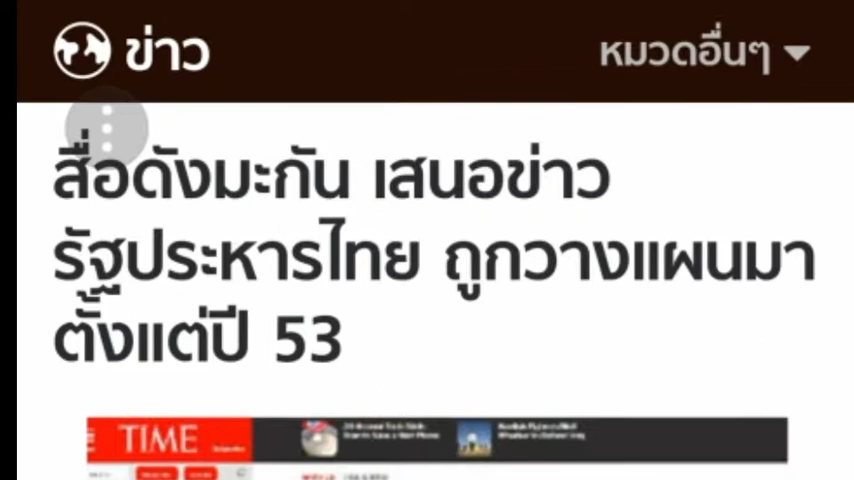 ข่าว
หมวดอื่นๆ
สื่อดังมะกัน เสนอข่าว
รัฐประหารไทย ถูกวางแผนมา
ตั้งแต่ปี 53
TIME